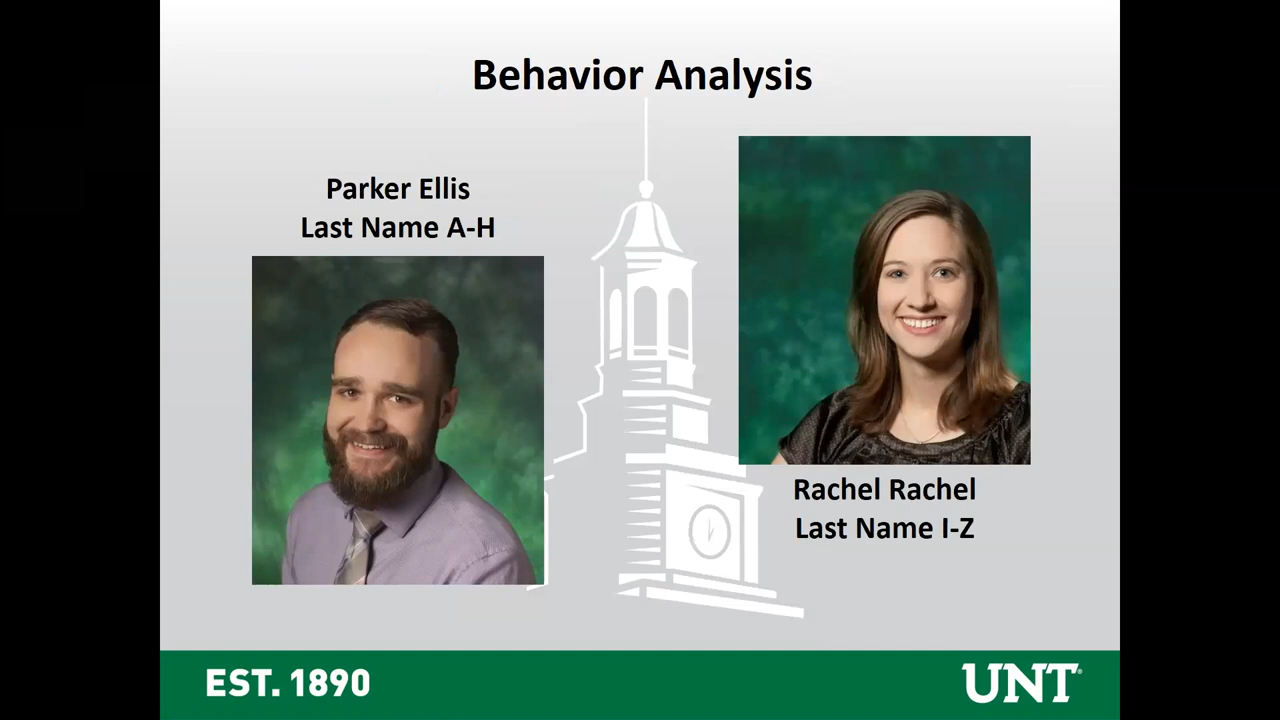 Behavior Analysis
Parker Ellis
Last Name A-H
Rachel Rachel
Last Name I-Z
EST. 1890
UNT®